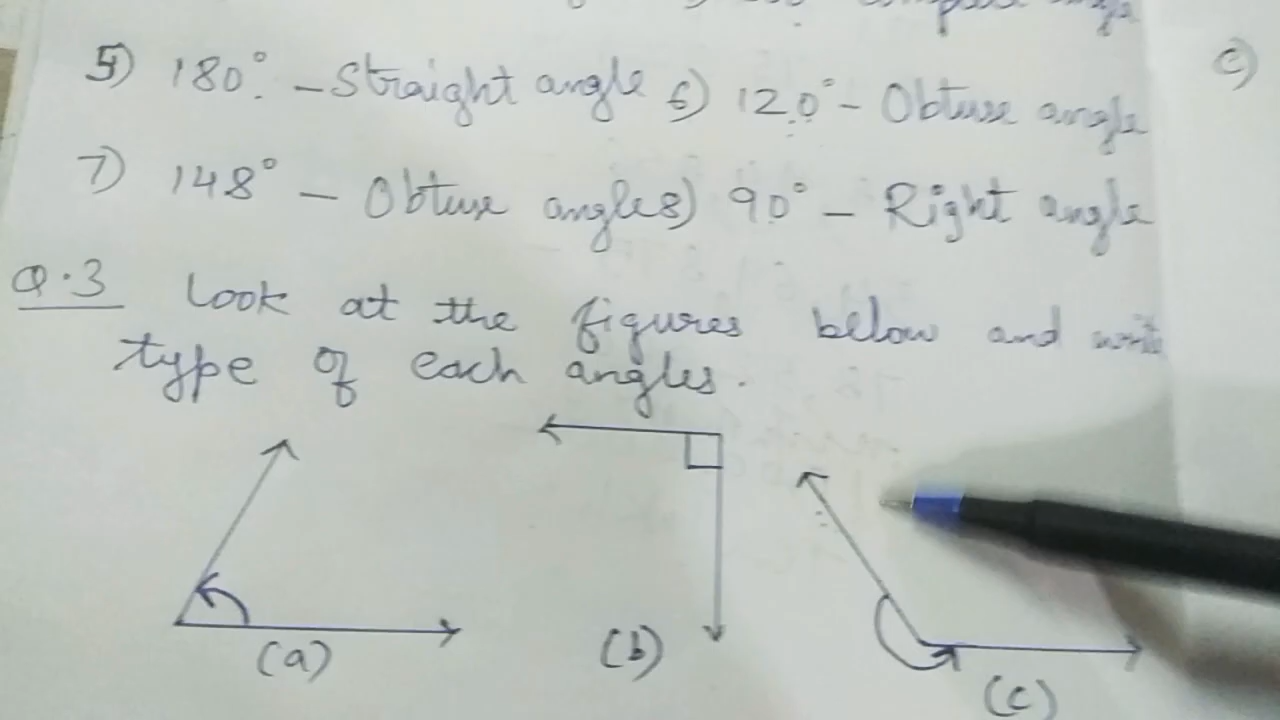 5) 180° - Straight angle 6) 120° - Obtuse angle
c)
7) 148° - Obtuse angle 8) 90° - Right angle
Q.3 Look at the figures below and write
type of each angles.
(a) (b) (c)